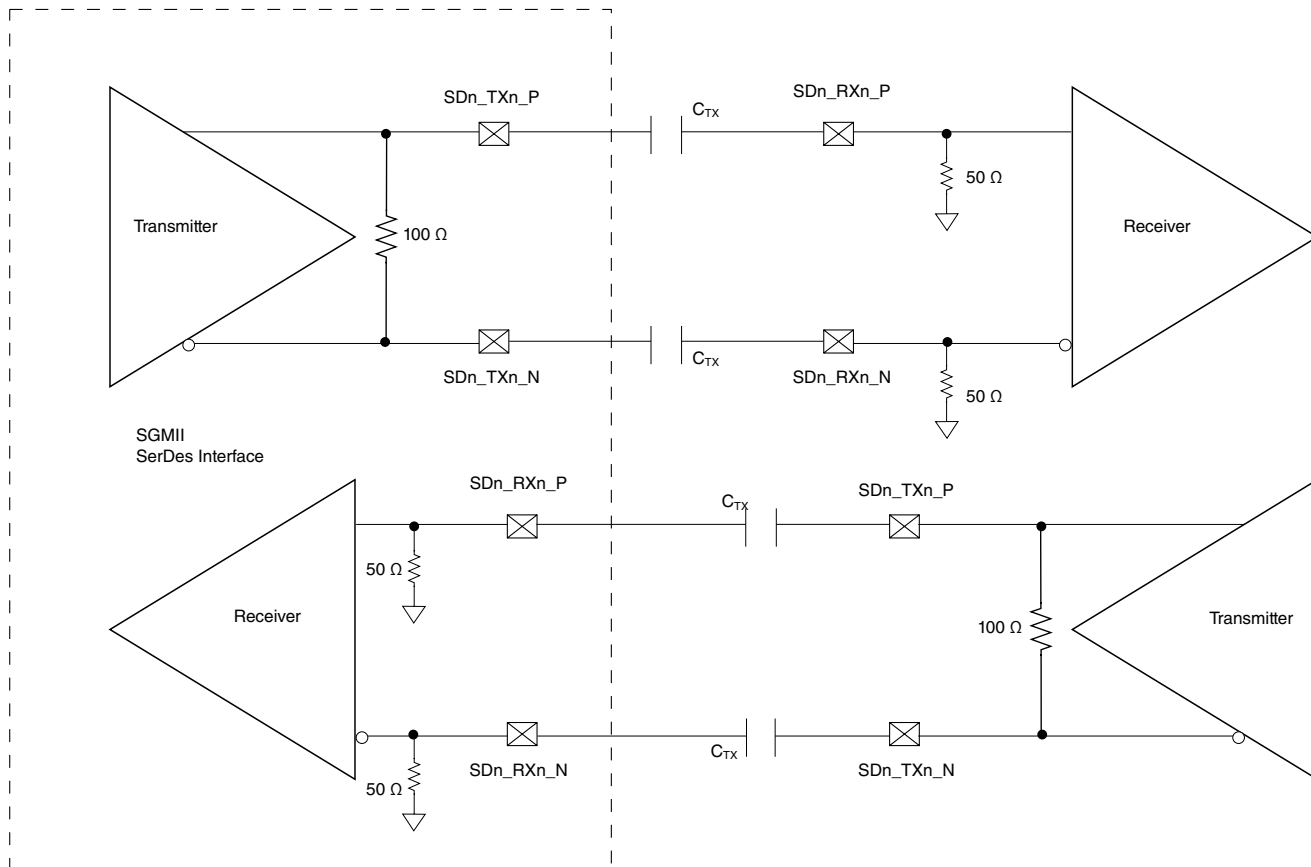 SDn_TXn_P
C_TX
SDn_RXn_P
Transmitter
100 Ω
50 Ω
Receiver
SDn_TXn_N
C_TX
SDn_RXn_N
50 Ω
SGMII
SerDes Interface
SDn_RXn_P
C_TX
SDn_TXn_P
50 Ω
Receiver
100 Ω
Transmitter
50 Ω
SDn_RXn_N
C_TX
SDn_TXn_N